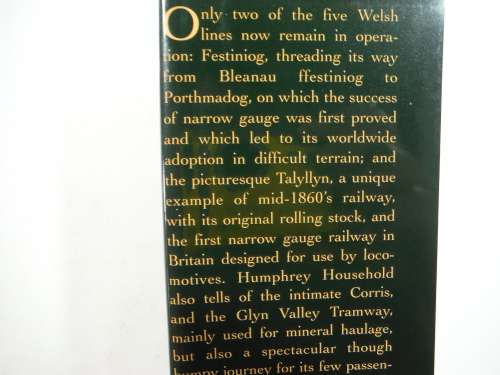 Only two of the five Welsh
lines now remain in opera-
tion: Festiniog, threading its way
from Bleanau ffestiniog to
Porthmadog, on which the success
of narrow gauge was first proved
and which led to its worldwide
adoption in difficult terrain; and
the picturesque Talyllyn, a unique
example of mid-1860's railway,
with its original rolling stock, and
the first narrow gauge railway in
Britain designed for use by loco-
motives. Humphrey Household
also tells of the intimate Corris,
and the Glyn Valley Tramway,
mainly used for mineral haulage,
but also a spectacular though
bumpy journey for its few passen-